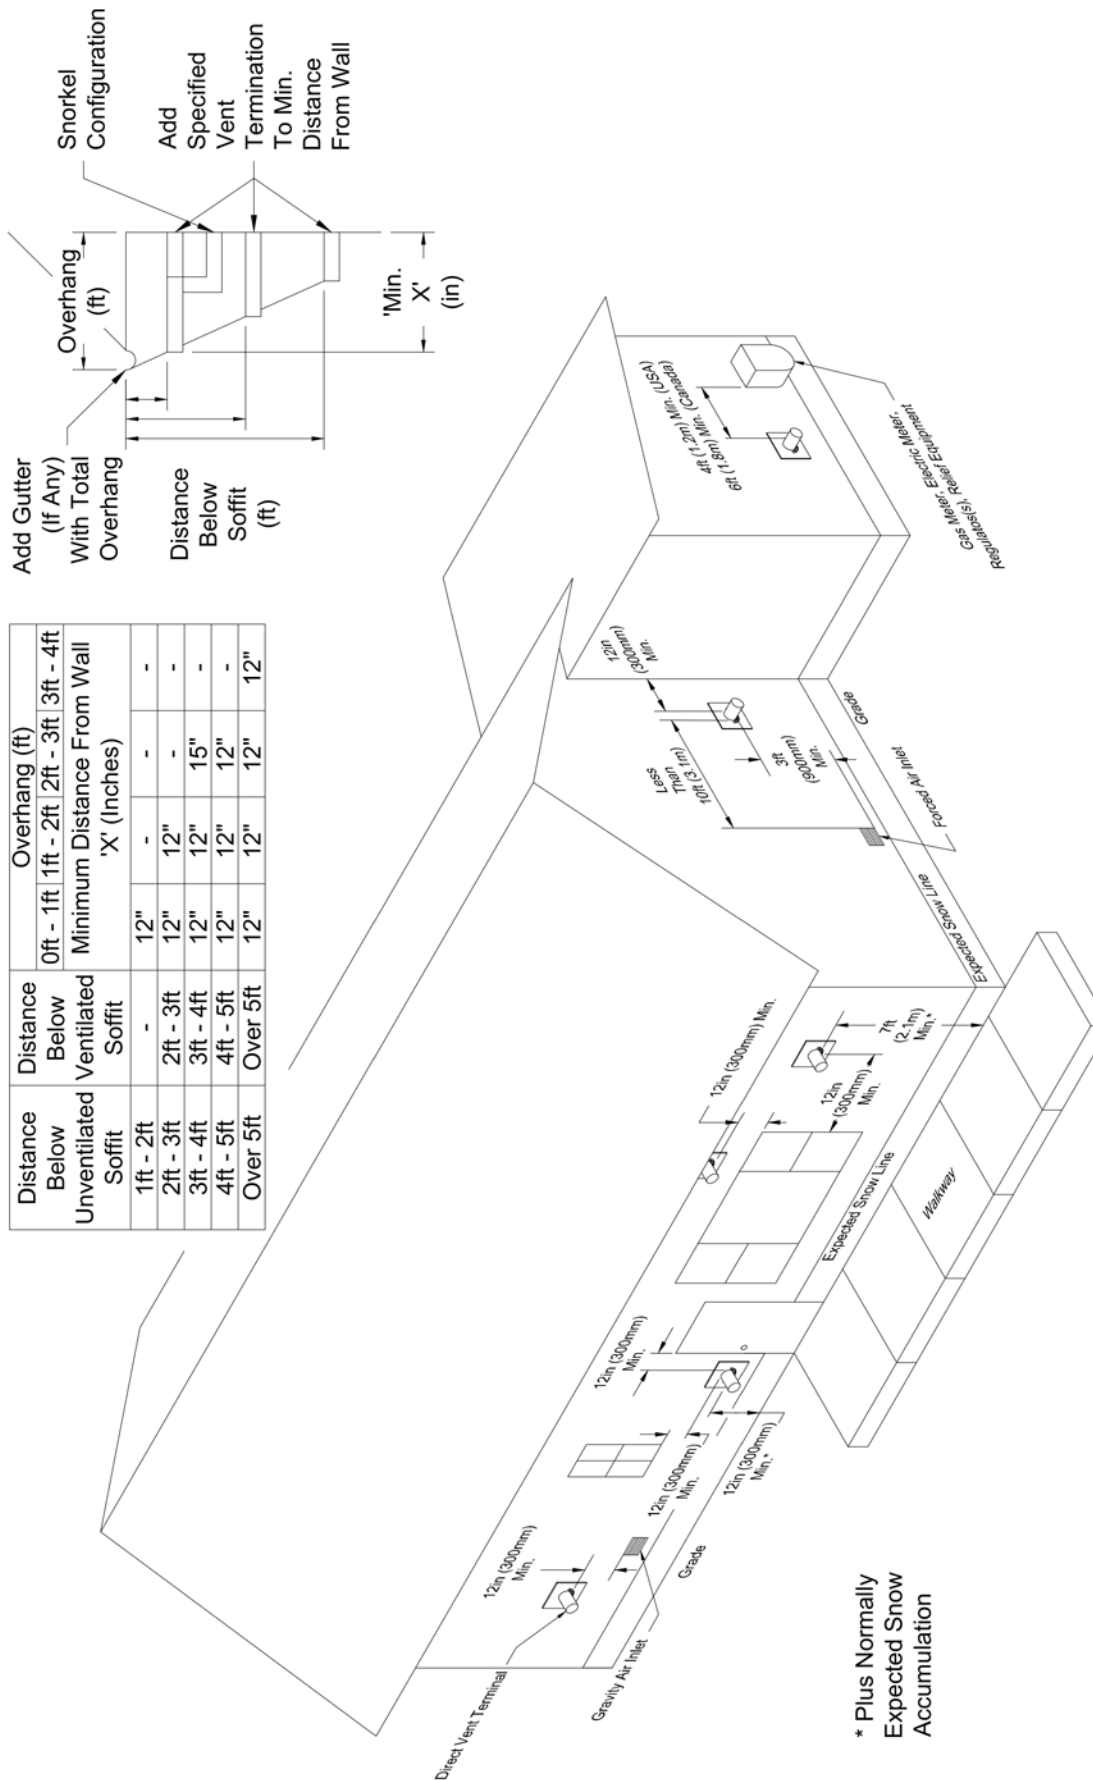 Distance
Below
Unventilated
Soffit
Distance
Below
Ventilated
Soffit
Overhang (ft)
0ft - 1ft 1ft - 2ft 2ft - 3ft 3ft - 4ft
Minimum Distance From Wall
'X' (Inches)
1ft - 2ft - 12" - - -
2ft - 3ft 2ft - 3ft 12" 12" - -
3ft - 4ft 3ft - 4ft 12" 12" 15" -
4ft - 5ft 4ft - 5ft 12" 12" 12" -
Over 5ft Over 5ft 12" 12" 12" 12"
Add Gutter
(If Any)
With Total
Overhang
Overhang
(ft)
Snorkel
Configuration
Distance
Below
Soffit
(ft)
'Min.
X'
(in)
Add
Specified
Vent
Termination
To Min.
Distance
From Wall
Direct Vent Terminal
12in (300mm)
Min.
Gravity Air Inlet
Grade
12in (300mm)
Min.
12in (300mm)
Min.
12in (300mm)
Min.*
12in (300mm) Min.
Expected Snow Line
12in
(300mm)
Min.
7ft
(2.1m)
Min.*
Walkway
Expected Snow Line
Less
Than
10ft (3.1m)
12in
(300mm)
Min.
3ft
(900mm)
Min.
Forced Air Inlet
Grade
4ft (1.2m) Min. (USA)
6ft (1.8m) Min. (Canada)
Gas Meter, Electric Meter,
Regulatos(s), Relief Equipment
* Plus Normally
Expected Snow
Accumulation